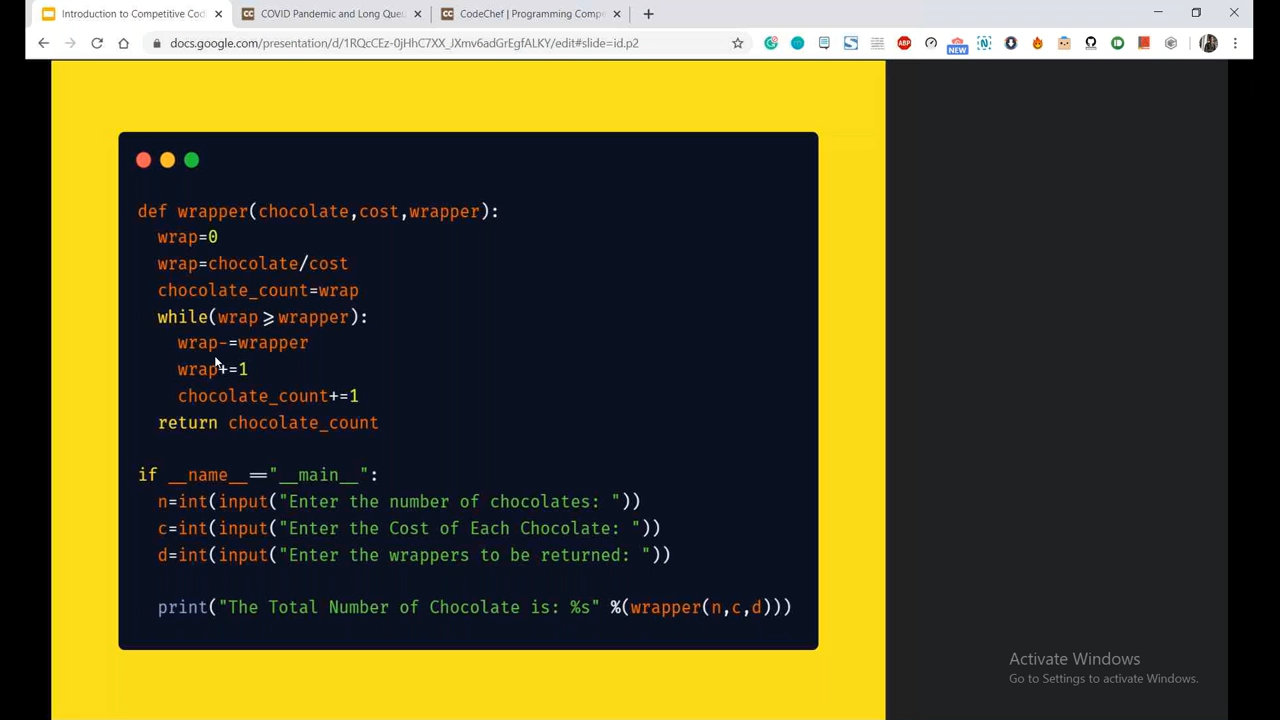 Introduction to Competitive Cod
COVID Pandemic and Long Que
CodeChef | Programming Compe
docs.google.com/presentation/d/1RQcCEz-0jHhC7XX_JXmv6adGrEgfALKY/edit#slide=id.p2
ABP
NEW
def wrapper(chocolate,cost,wrapper):
wrap=0
wrap=chocolate/cost
chocolate_count=wrap
while(wrap>=wrapper):
wrap-=wrapper
wrap+=1
chocolate_count+=1
return chocolate_count
if __name__=="__main__":
n=int(input("Enter the number of chocolates: "))
c=int(input("Enter the Cost of Each Chocolate: "))
d=int(input("Enter the wrappers to be returned: "))
print("The Total Number of Chocolate is: %s" %(wrapper(n,c,d)))
Activate Windows
Go to Settings to activate Windows.